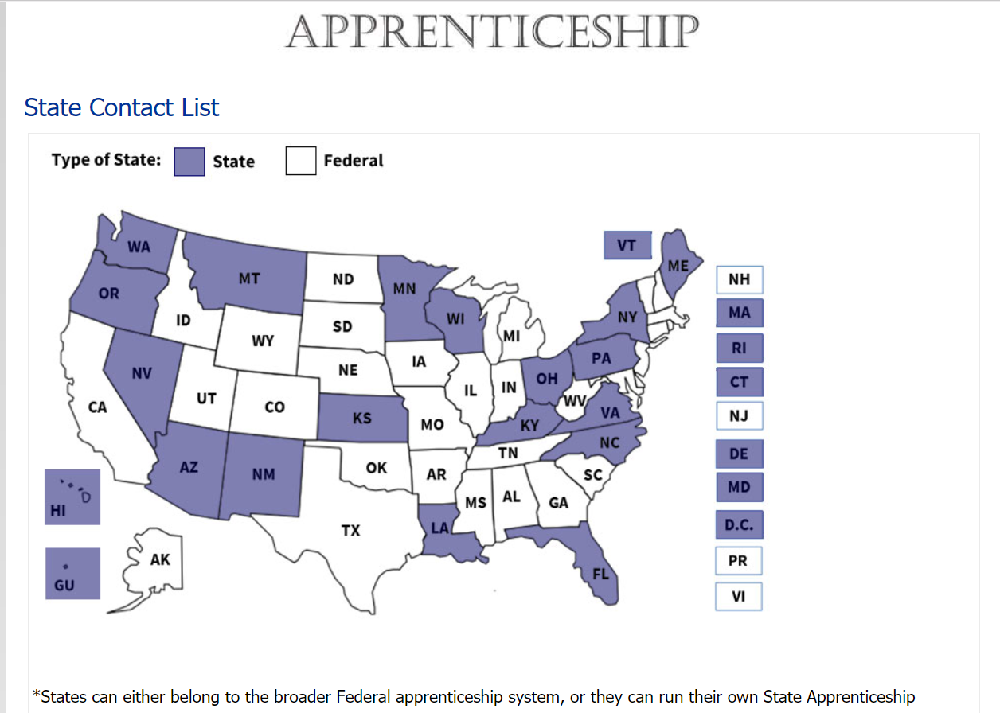 APPRENTICESHIP
State Contact List
Type of State: State Federal
WA
VT
ME
MT
ND
NH
MN
OR
MA
ID
SD
WI
NY
WY
MI
RI
PA
IA
NE
NV
OH
CT
UT
IL
IN
WV
CO
CA
KS
VA
NJ
MO
KY
NC
TN
DE
AZ
OK
NM
AR
SC
MD
MS
AL
GA
HI
D.C.
TX
LA
AK
PR
FL
GU
VI
*States can either belong to the broader Federal apprenticeship system, or they can run their own State Apprenticeship